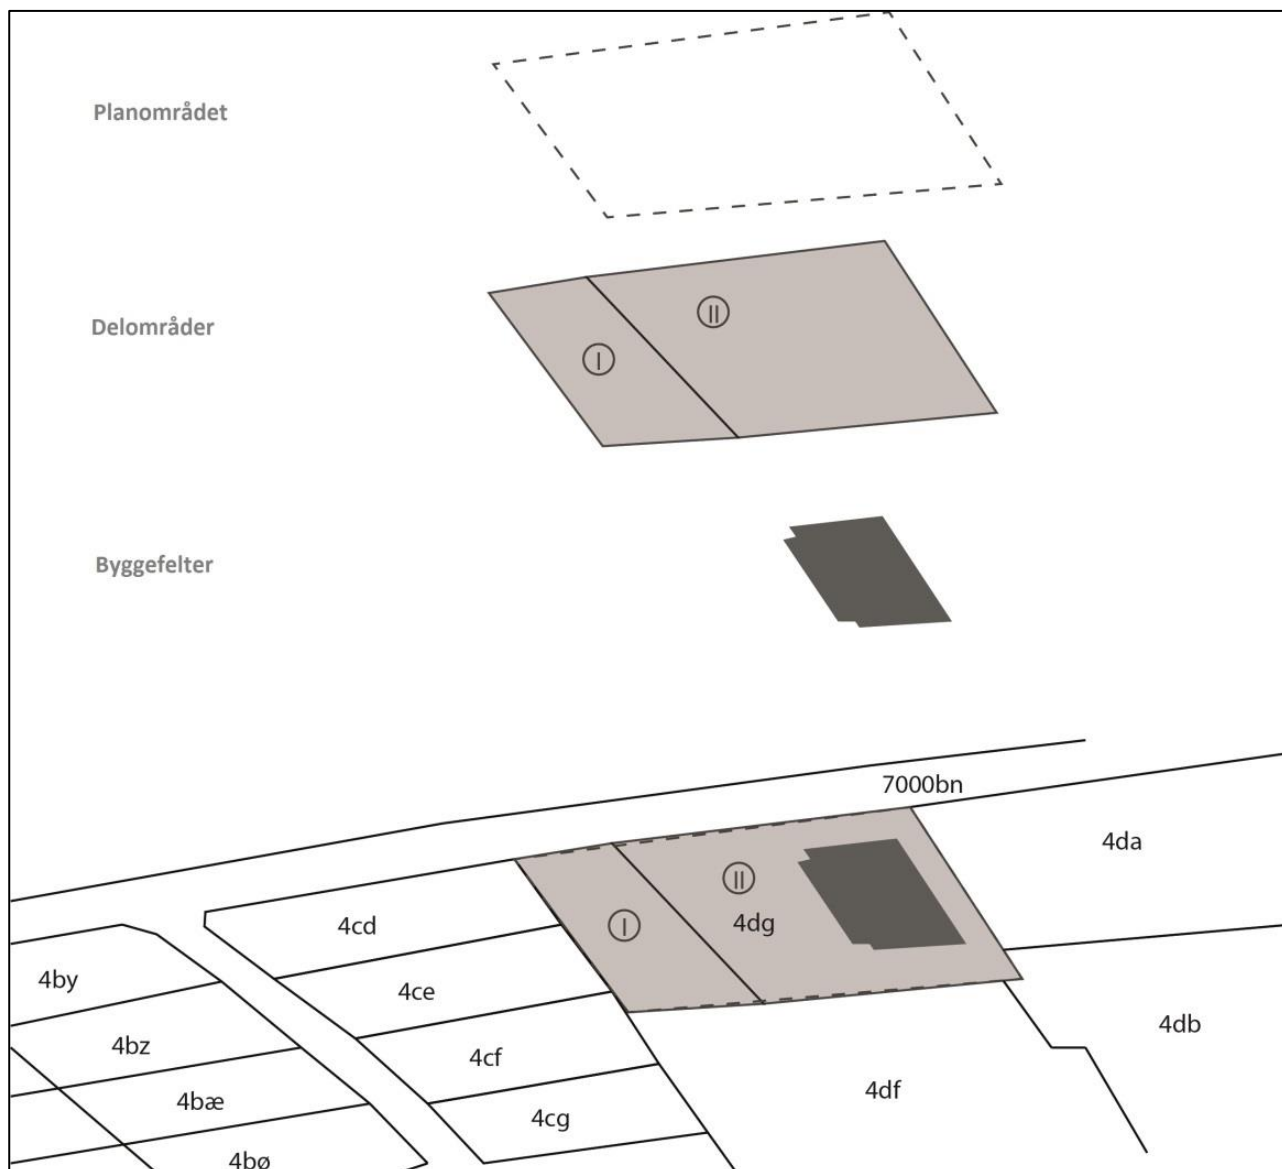 Planområdet
II
Delområder
I
Byggefelter
7000bn
4da
II
4cd
I
4dg
4by
4ce
4db
4bz
4cf
4df
4bæ
4cg
4bø